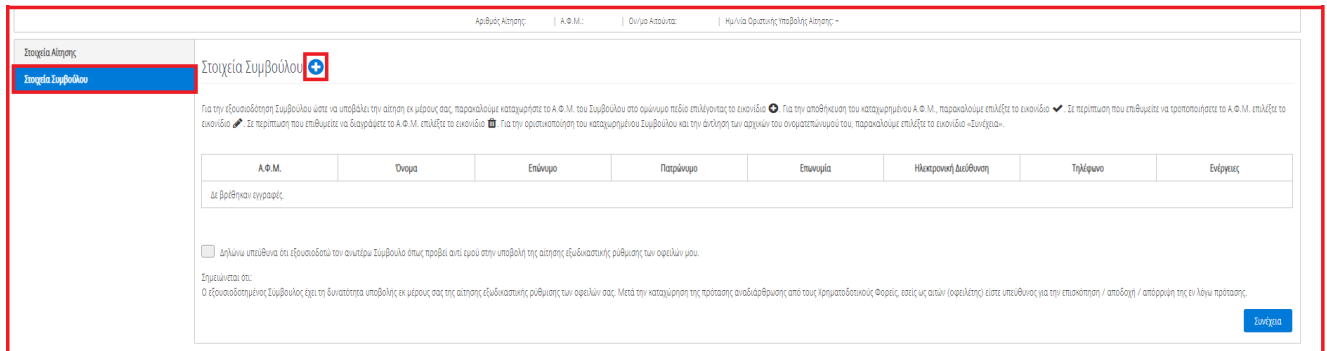 Αριθμός Αίτησης: | Α.Φ.Μ.: | Ον/μο Αιτούντα: | Ημ/νία Οριστικής Υποβολής Αίτησης: –
Στοιχεία Αίτησης
Στοιχεία Συμβούλου
Στοιχεία Συμβούλου
Για την εξουσιοδότηση Συμβούλου ώστε να υποβάλει την αίτηση εκ μέρους σας, παρακαλούμε καταχωρήστε το Α.Φ.Μ. του Συμβούλου στο ομώνυμο πεδίο επιλέγοντας το εικονίδιο . Για την αποθήκευση του καταχωρημένου Α.Φ.Μ., παρακαλούμε επιλέξτε το εικονίδιο . Σε περίπτωση που επιθυμείτε να τροποποιήσετε το Α.Φ.Μ. επιλέξτε το
εικονίδιο . Σε περίπτωση που επιθυμείτε να διαγράψετε το Α.Φ.Μ. επιλέξτε το εικονίδιο . Για την οριστικοποίηση του καταχωρημένου Συμβούλου και την άντληση των αρχικών του ονοματεπώνυμού του, παρακαλούμε επιλέξτε το εικονίδιο «Συνέχεια».
Α.Φ.Μ. Όνομα Επώνυμο Πατρώνυμο Επωνυμία Ηλεκτρονική Διεύθυνση Τηλέφωνο Ενέργειες
Δε βρέθηκαν εγγραφές.
Δηλώνω υπεύθυνα ότι εξουσιοδοτώ τον ανωτέρω Σύμβουλο όπως προβεί αντί εμού στην υποβολή της αίτησης εξωδικαστικής ρύθμισης των οφειλών μου.
Σημειώνεται ότι:
Ο εξουσιοδοτημένος Σύμβουλος έχει τη δυνατότητα υποβολής εκ μέρους σας της αίτησης εξωδικαστικής ρύθμισης των οφειλών σας. Μετά την καταχώρηση της πρότασης αναδιάρθρωσης από τους Χρηματοδοτικούς Φορείς, εσείς ως αιτών (οφειλέτης) είστε υπεύθυνος για την επισκόπηση / αποδοχή / απόρριψη της εν λόγω πρότασης.
Συνέχεια